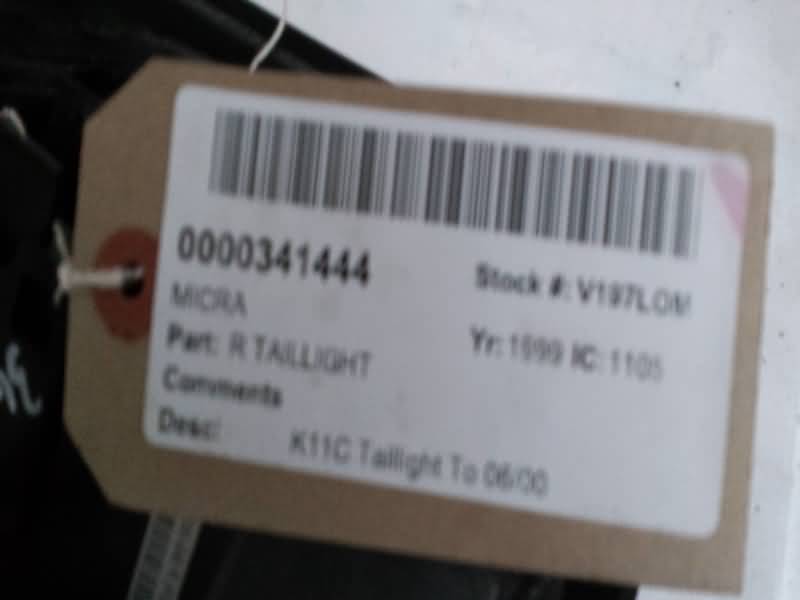 0000341444
Stock #: V197LOM
MICRA
Yr: 1999 IC: 1105
Part: R TAILLIGHT
Comments
Desc: K11C Taillight To 06/00